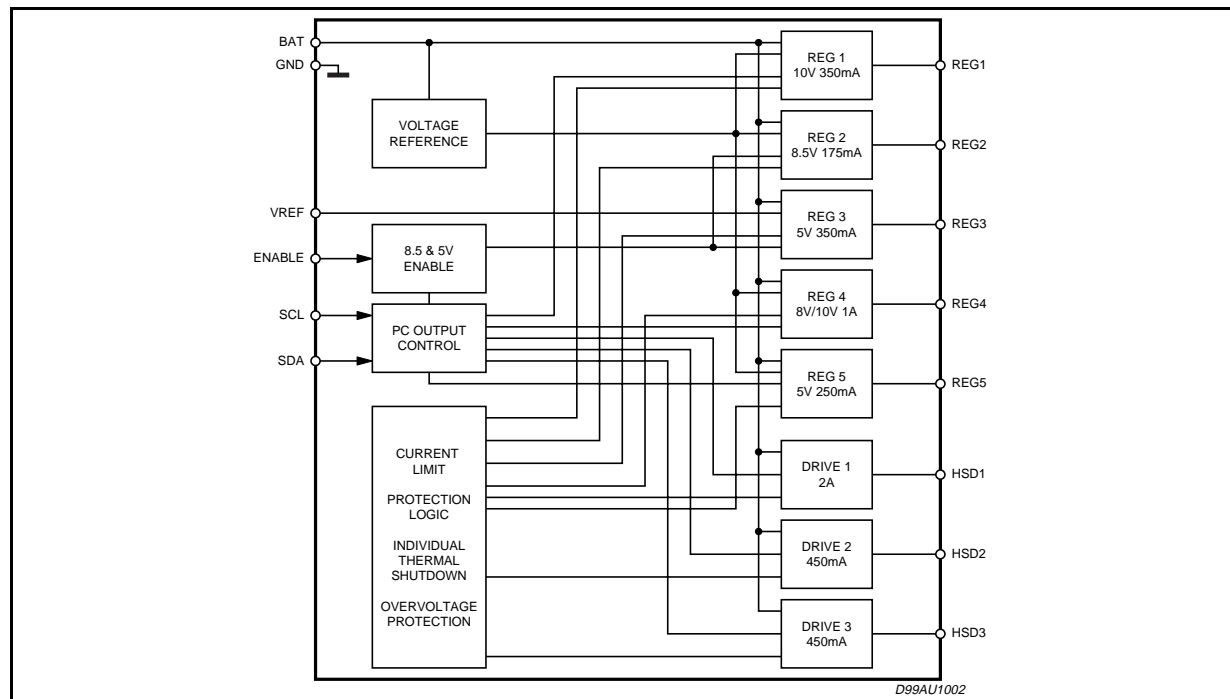 BAT
GND
VREF
ENABLE
SCL
SDA
VOLTAGE
REFERENCE
8.5 & 5V
ENABLE
PC OUTPUT
CONTROL
CURRENT
LIMIT
PROTECTION
LOGIC
INDIVIDUAL
THERMAL
SHUTDOWN
OVERVOLTAGE
PROTECTION
REG 1
10V 350mA
REG 2
8.5V 175mA
REG 3
5V 350mA
REG 4
8V/10V 1A
REG 5
5V 250mA
DRIVE 1
2A
DRIVE 2
450mA
DRIVE 3
450mA
REG1
REG2
REG3
REG4
REG5
HSD1
HSD2
HSD3
D99AU1002